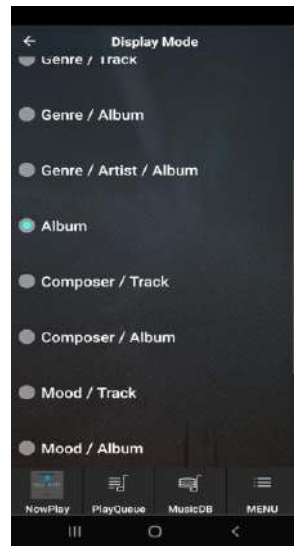 Display Mode
Genre / Track
Genre / Album
Genre / Artist / Album
Album
Composer / Track
Composer / Album
Mood / Track
Mood / Album
NowPlay PlayQueue MusicDB MENU